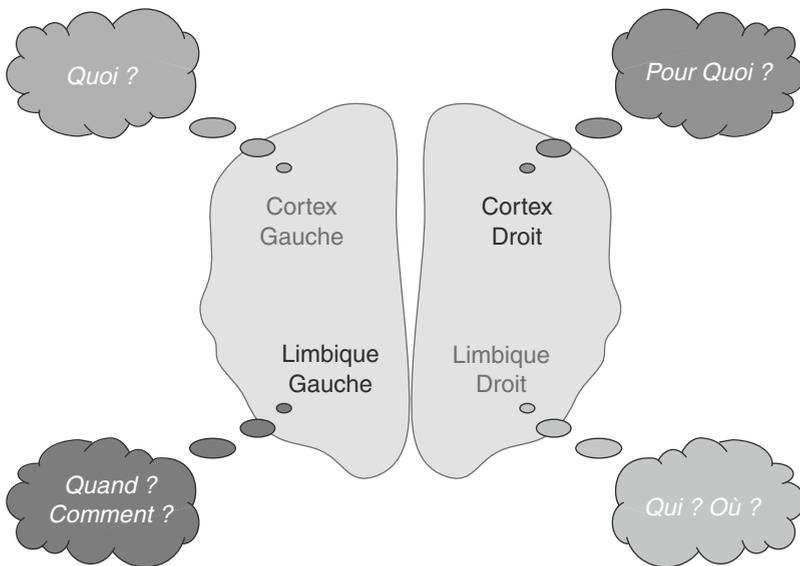 Quoi ?
Pour Quoi ?
Cortex
Gauche
Cortex
Droit
Limbique
Gauche
Limbique
Droit
Quand ?
Comment ?
Qui ? Où ?